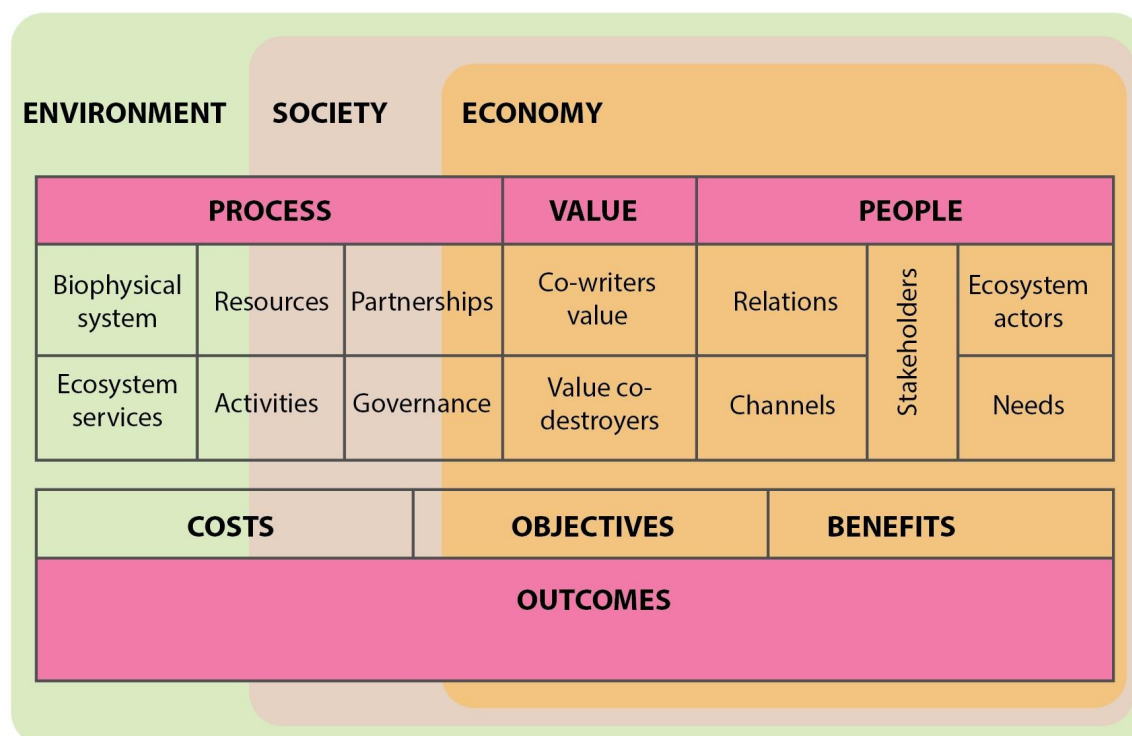 ENVIRONMENT SOCIETY ECONOMY
PROCESS VALUE PEOPLE
Biophysical
system
Resources
Partnerships
Co-writers
value
Relations
Stakeholders
Ecosystem
actors
Ecosystem
services
Activities
Governance
Value co-
destroyers
Channels
Needs
COSTS OBJECTIVES BENEFITS
OUTCOMES